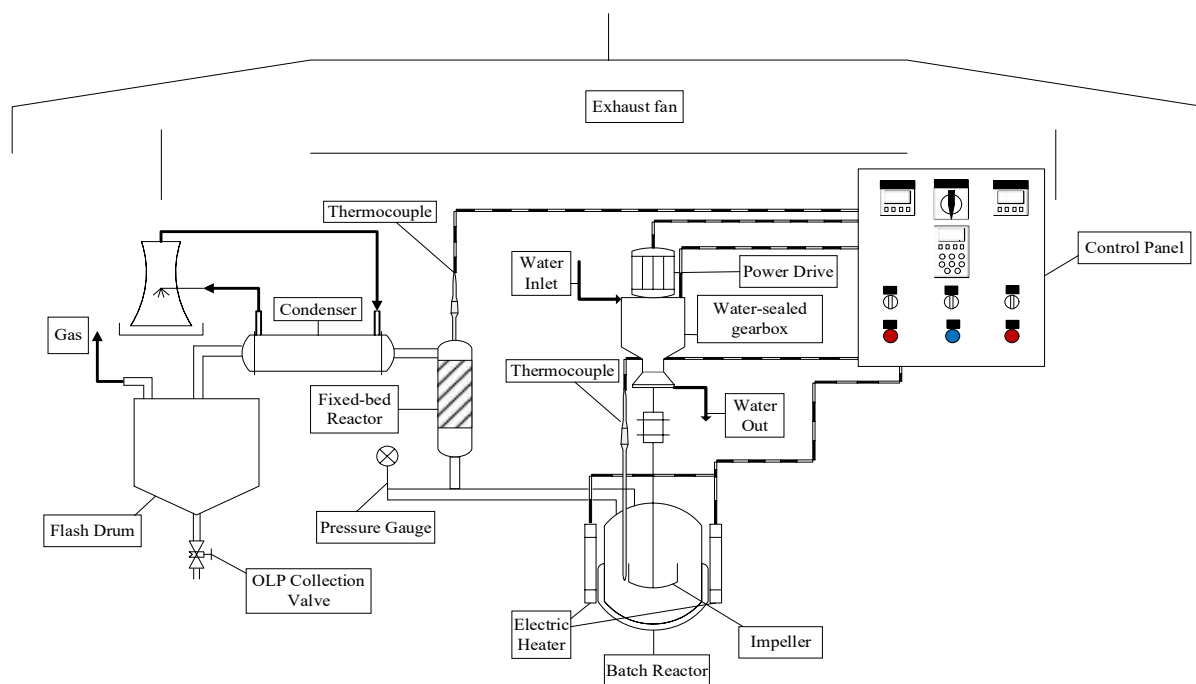 Exhaust fan
Thermocouple
Control Panel
Water
Inlet
Power Drive
Condenser
Water-sealed
gearbox
Gas
Thermocouple
Fixed-bed
Reactor
Water
Out
Flash Drum
Pressure Gauge
OLP Collection
Valve
Electric
Heater
Impeller
Batch Reactor